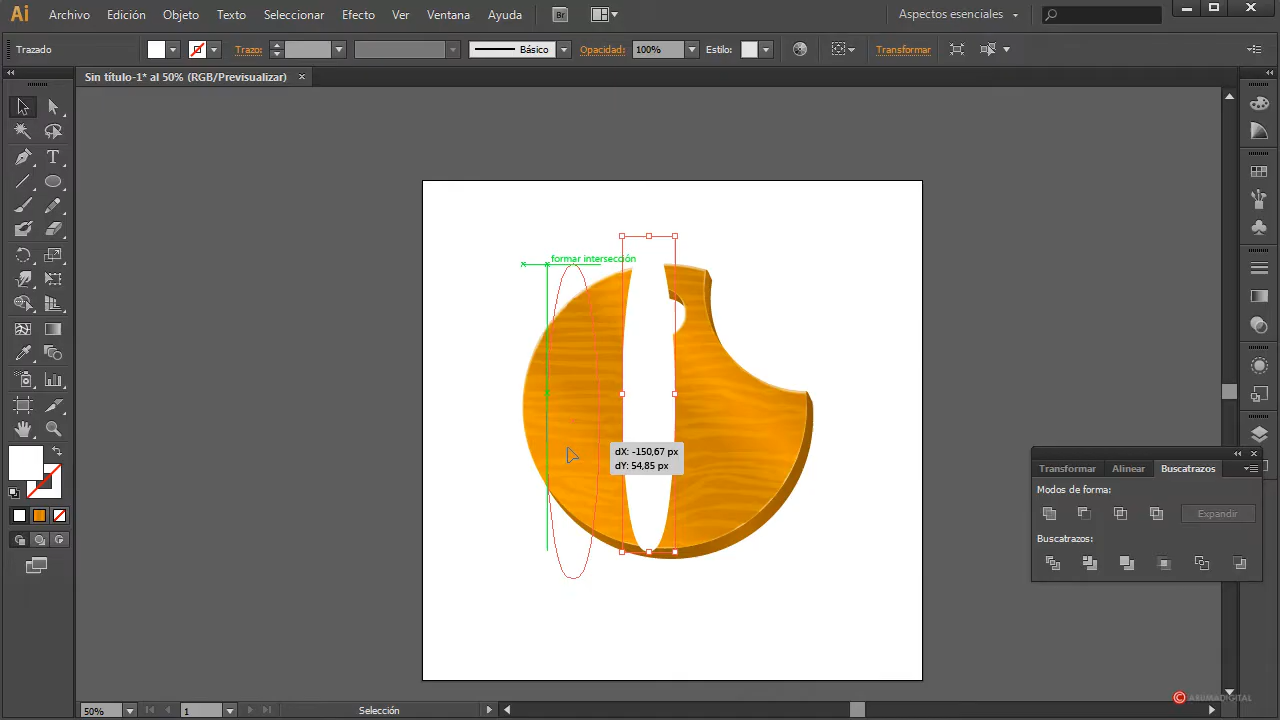 Ai Archivo Edición Objeto Texto Seleccionar Efecto Ver Ventana Ayuda Br Aspectos esenciales
Trazado Trazo: Básico Opacidad: 100% Estilo: Transformar
Sin título-1* al 50% (RGB/Previsualizar)
formar intersección
dX: -150,67 px
dY: 54,85 px
Transformar Alinear Buscatrazos
Modos de forma:
Expandir
Buscatrazos:
© ABUMADIGITAL
50% 1 Selección